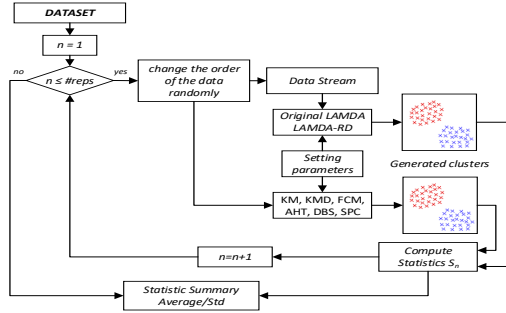 DATASET
n = 1
no
n ≤ #reps
yes
change the order
of the data
randomly
Data Stream
Original LAMDA
LAMDA-RD
Setting
parameters
KM, KMD, FCM,
AHT, DBS, SPC
Generated clusters
n=n+1
Compute
Statistics Sn
Statistic Summary
Average/Std